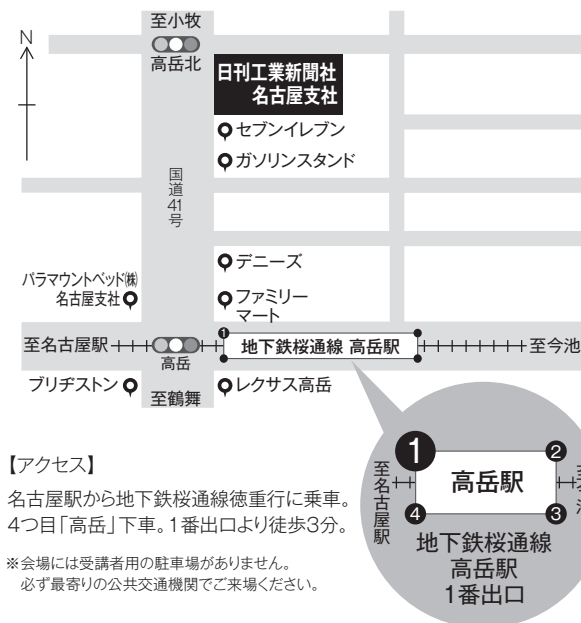 至小牧
N
高岳北
日刊工業新聞社
名古屋支社
セブンイレブン
ガソリンスタンド
国道41号
デニーズ
パラマウントベッド㈱
名古屋支社
ファミリー
マート
至名古屋駅
高岳
1
地下鉄桜通線 高岳駅
至今池
ブリヂストン
至鶴舞
レクサス高岳
【アクセス】
名古屋駅から地下鉄桜通線徳重行に乗車。
4つ目「高岳」下車。1番出口より徒歩3分。
※会場には受講者用の駐車場がありません。
必ず最寄りの公共交通機関でご来場ください。
1
2
至名古屋駅
高岳駅
4
3
地下鉄桜通線
高岳駅
1番出口